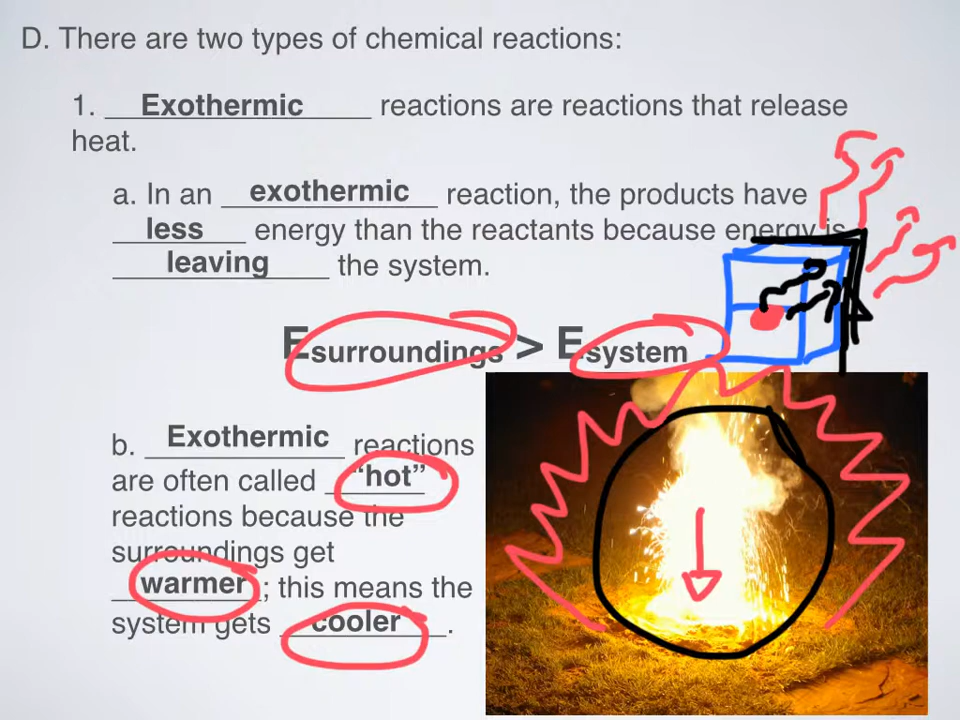 D. There are two types of chemical reactions:
1. Exothermic reactions are reactions that release
heat.
a. In an exothermic reaction, the products have
less energy than the reactants because energy is
leaving the system.
Esurroundings > Esystem
b. Exothermic reactions
are often called "hot"
reactions because the
surroundings get
warmer; this means the
system gets cooler.